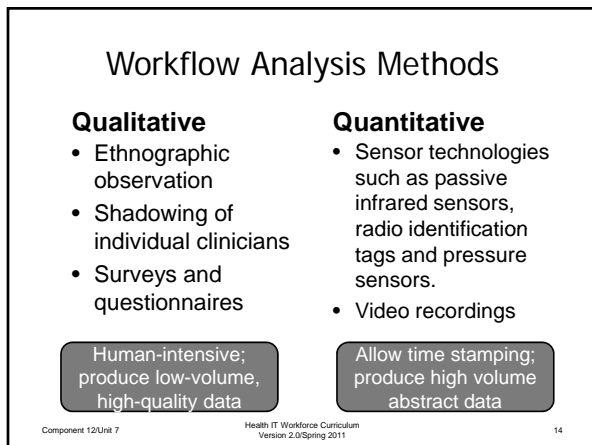 Workflow Analysis Methods
Qualitative
• Ethnographic
observation
• Shadowing of
individual clinicians
• Surveys and
questionnaires
Human-intensive;
produce low-volume,
high-quality data
Quantitative
• Sensor technologies
such as passive
infrared sensors,
radio identification
tags and pressure
sensors.
• Video recordings
Allow time stamping;
produce high volume
abstract data
Component 12/Unit 7
Health IT Workforce Curriculum
Version 2.0/Spring 2011
14